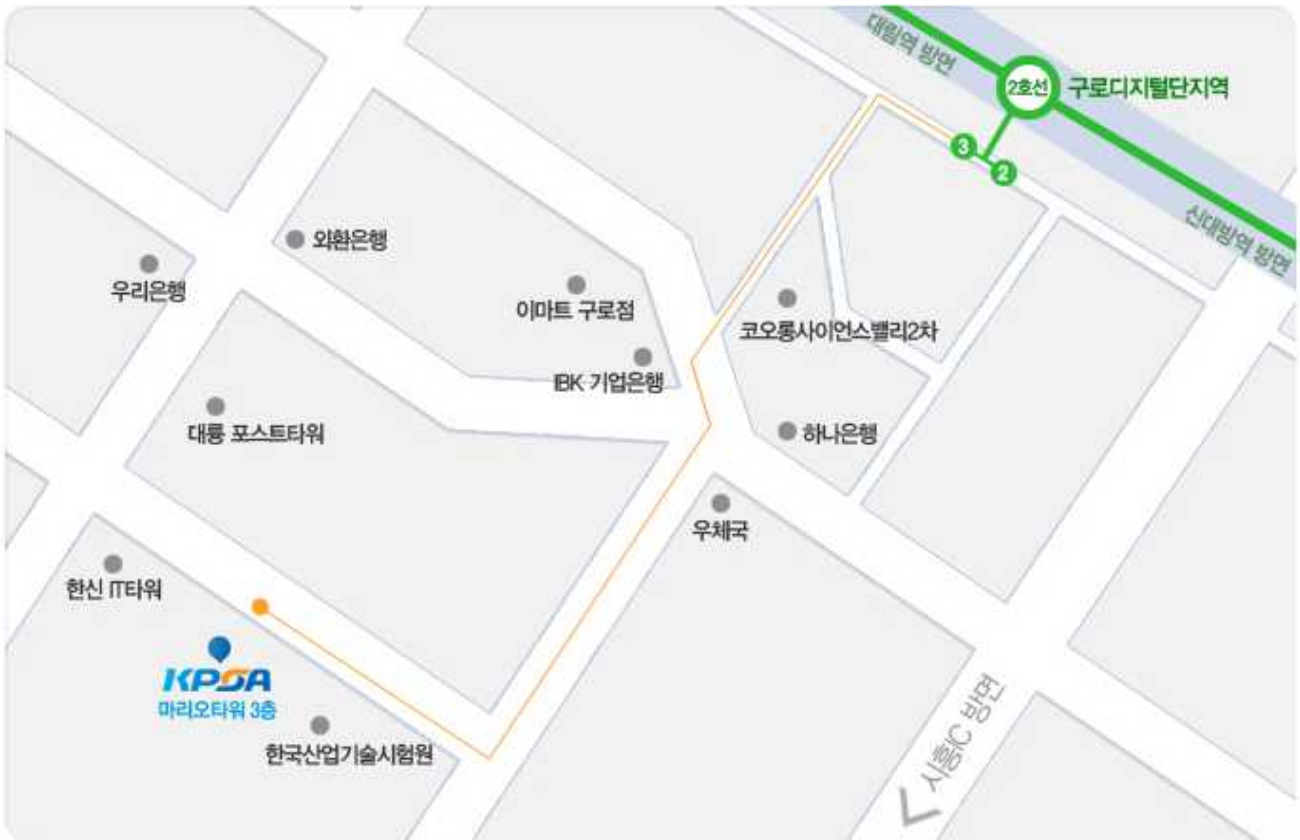 대림역 방면
2호선
구로디지털단지역
3
2
신대방역 방면
외환은행
우리은행
이마트 구로점
코오롱사이언스밸리2차
IBK 기업은행
대륭 포스트타워
하나은행
우체국
한신 IT타워
KPSA
마리오타워 3층
한국산업기술시험원
시흥IC 방면